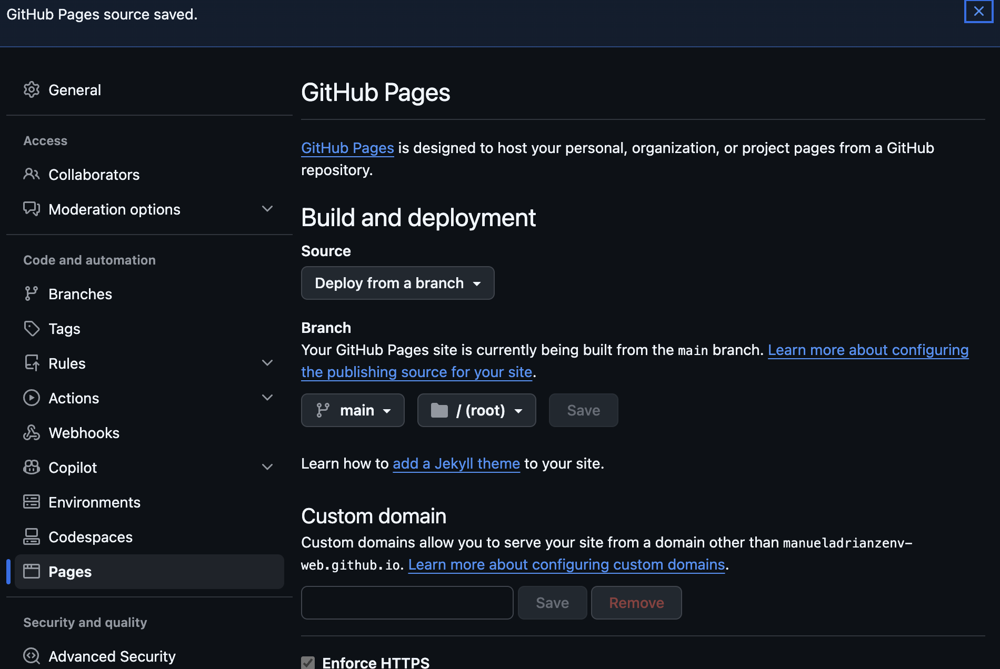 GitHub Pages source saved.
General
Access
Collaborators
Moderation options
Code and automation
Branches
Tags
Rules
Actions
Webhooks
Copilot
Environments
Codespaces
Pages
Security and quality
Advanced Security
GitHub Pages
GitHub Pages is designed to host your personal, organization, or project pages from a GitHub
repository.
Build and deployment
Source
Deploy from a branch
Branch
Your GitHub Pages site is currently being built from the main branch. Learn more about configuring
the publishing source for your site.
main / (root) Save
Learn how to add a Jekyll theme to your site.
Custom domain
Custom domains allow you to serve your site from a domain other than manueladrianzenv-
web.github.io. Learn more about configuring custom domains.
Save Remove
Enforce HTTPS